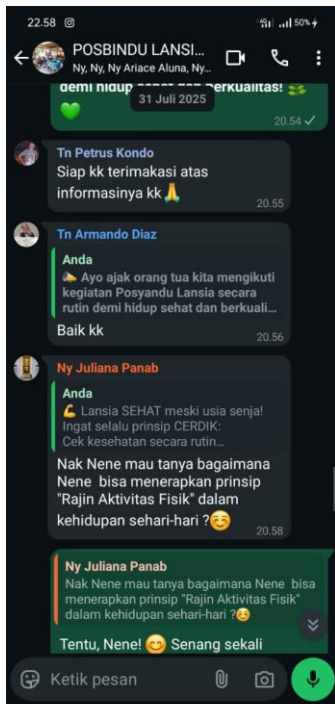 22.58
50%
POSBINDU LANSI...
Ny, Ny, Ny Ariace Aluna, Ny...
demi hidup sehat dan berkualitas!
31 Juli 2025
20.54
Tn Petrus Kondo
Siap kk terimakasi atas
informasinya kk🙏
20.55
Tn Armando Diaz
Anda
Ayo ajak orang tua kita mengikuti
kegiatan Posyandu Lansia secara
rutin demi hidup sehat dan berkuali...
Baik kk
20.56
Ny Juliana Panab
Anda
💪 Lansia SEHAT meski usia senja!
Ingat selalu prinsip CERDIK:
Cek kesehatan secara rutin...
Nak Nene mau tanya bagaimana
Nene bisa menerapkan prinsip
"Rajin Aktivitas Fisik" dalam
kehidupan sehari-hari ?☺️
20.58
Ny Juliana Panab
Nak Nene mau tanya bagaimana Nene bisa
menerapkan prinsip "Rajin Aktivitas Fisik"
dalam kehidupan sehari-hari ?☺️
Tentu, Nene! 😊 Senang sekali
Ketik pesan